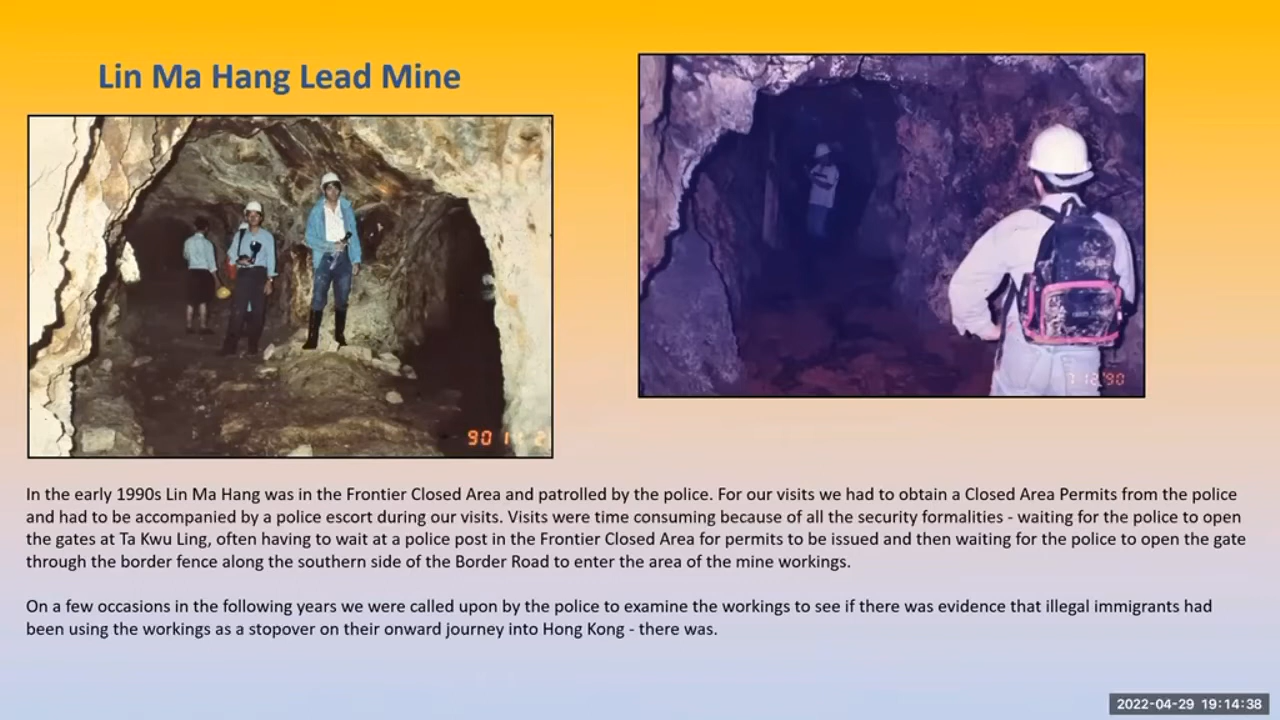 Lin Ma Hang Lead Mine
90 11 2
7 12 '90
In the early 1990s Lin Ma Hang was in the Frontier Closed Area and patrolled by the police. For our visits we had to obtain a Closed Area Permits from the police
and had to be accompanied by a police escort during our visits. Visits were time consuming because of all the security formalities - waiting for the police to open
the gates at Ta Kwu Ling, often having to wait at a police post in the Frontier Closed Area for permits to be issued and then waiting for the police to open the gate
through the border fence along the southern side of the Border Road to enter the area of the mine workings.
On a few occasions in the following years we were called upon by the police to examine the workings to see if there was evidence that illegal immigrants had
been using the workings as a stopover on their onward journey into Hong Kong - there was.
2022-04-29 19:14:38